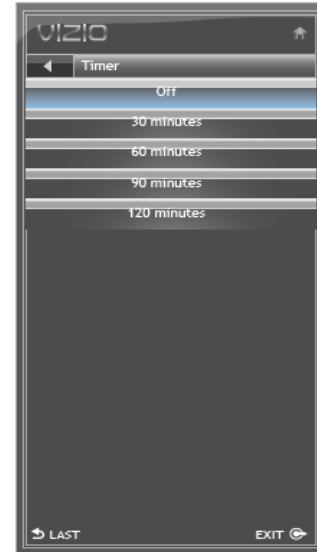 VIZIO
Timer
Off
30 minutes
60 minutes
90 minutes
120 minutes
LAST EXIT